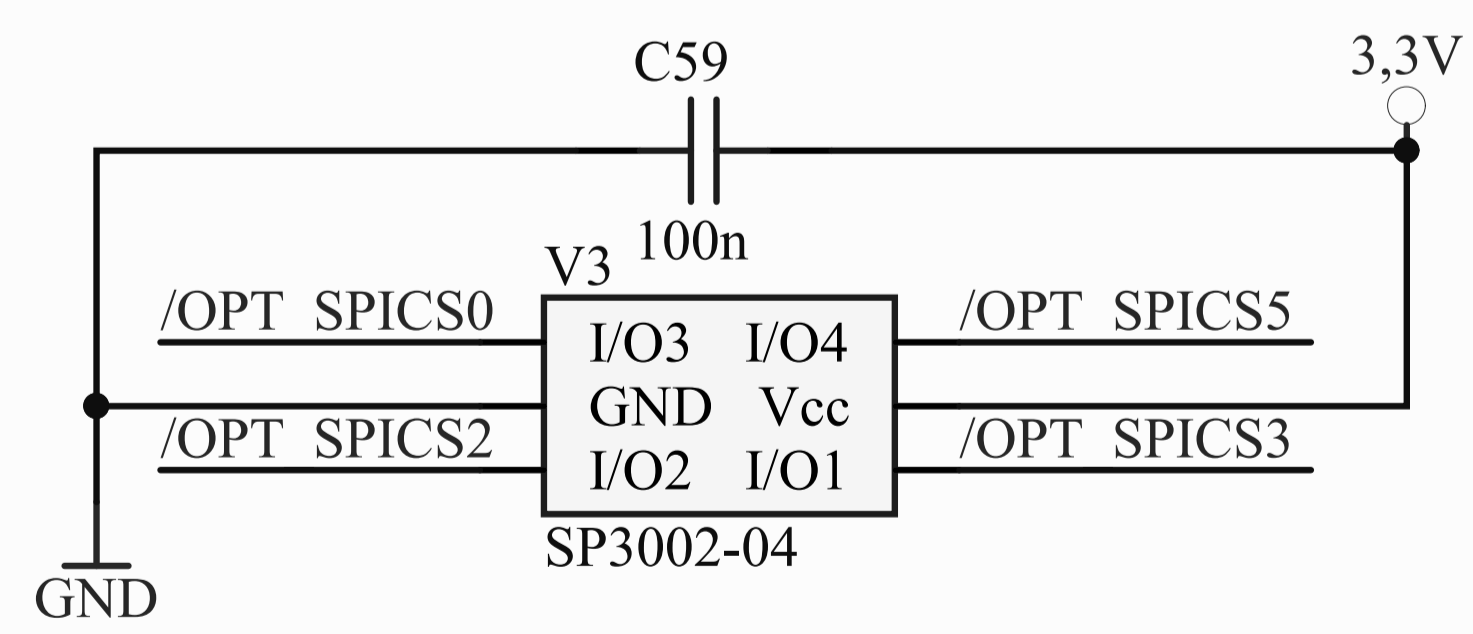 C59
3,3V
100n
V3
/OPT SPICS0
/OPT SPICS5
I/O3 I/O4
GND Vcc
/OPT SPICS2
/OPT SPICS3
I/O2 I/O1
SP3002-04
GND